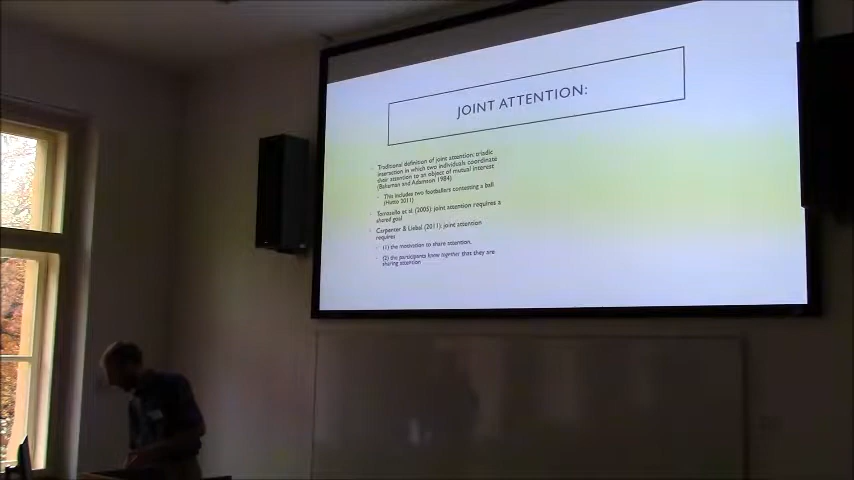 JOINT ATTENTION:
Traditional definition of joint attention: triadic
interaction in which two individuals coordinate
their attention to an object of mutual interest
(Bakeman and Adamson 1984)
This includes two footballers contesting a ball
(Hutto 2011)
Tomasello et al (2005): joint attention requires a
shared goal
Carpenter & Liebal (2011): joint attention
requires
(1) the motivation to share attention,
(2) the participants know together that they are
sharing attention